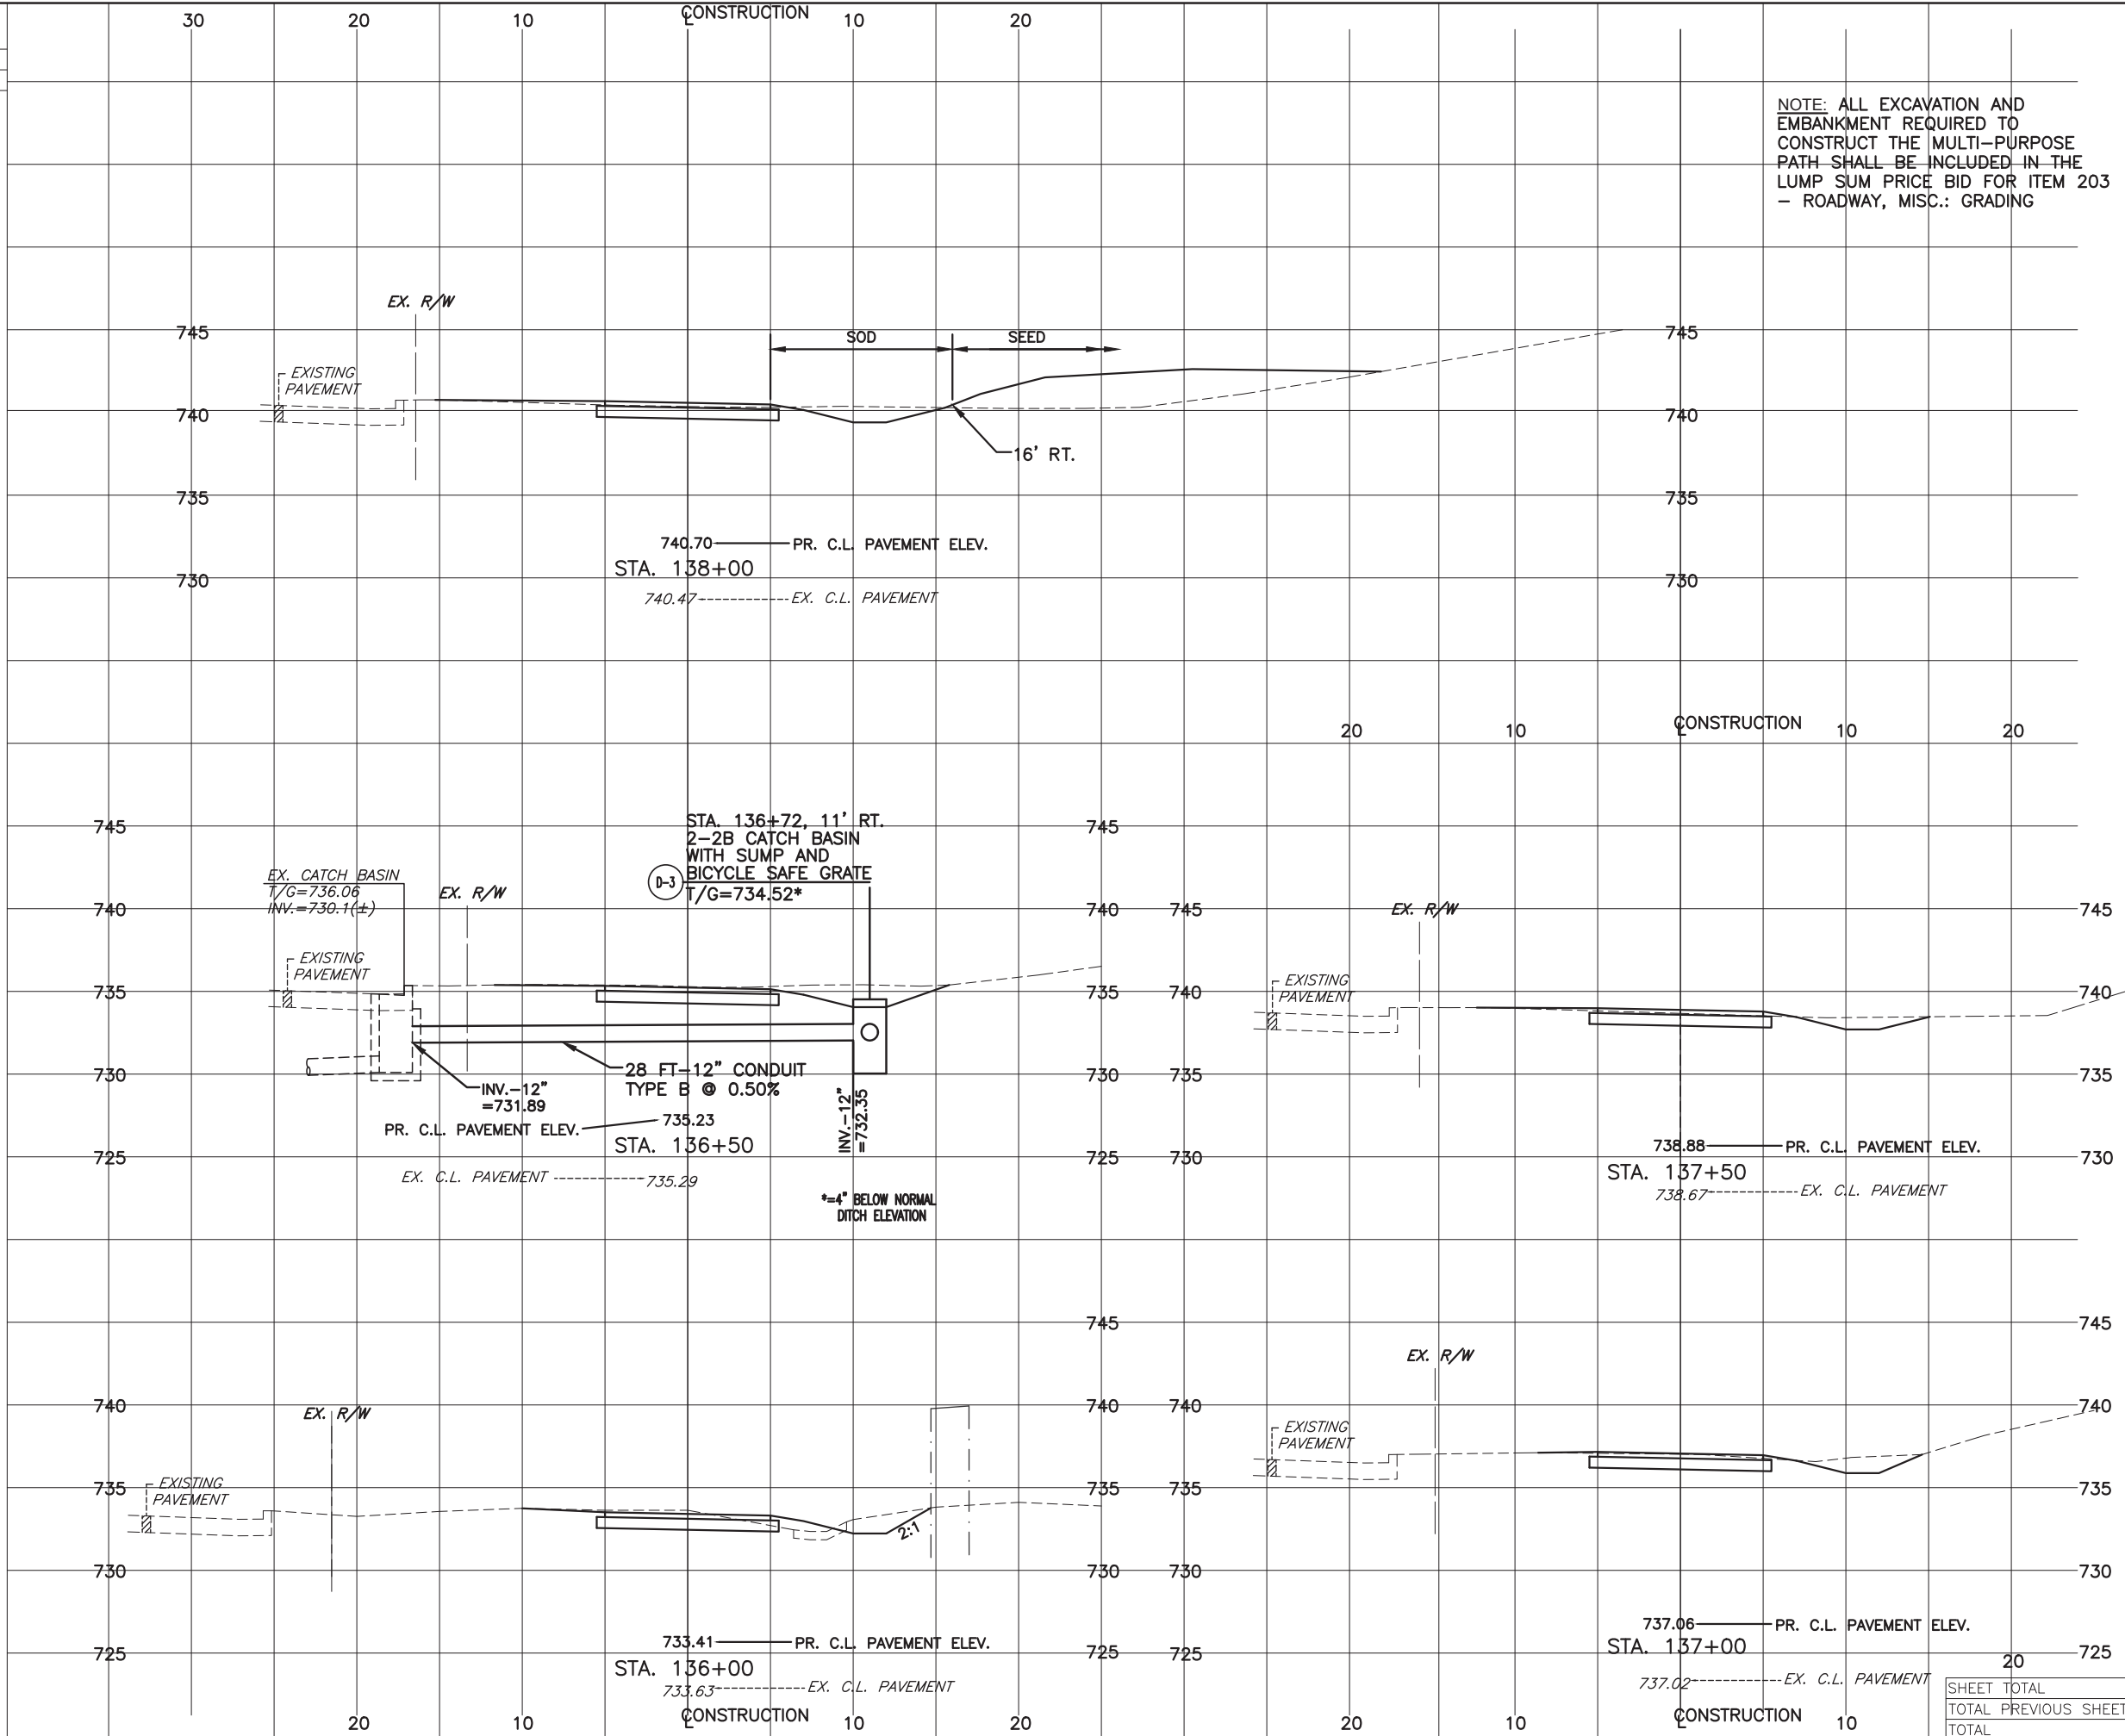 30 20 10 CONSTRUCTION 10 20
NOTE: ALL EXCAVATION AND
EMBANKMENT REQUIRED TO
CONSTRUCT THE MULTI-PURPOSE
PATH SHALL BE INCLUDED IN THE
LUMP SUM PRICE BID FOR ITEM 203
- ROADWAY, MISC.: GRADING
EX. R/W
745 SOD SEED 745
EXISTING
PAVEMENT
740 740
16' RT.
735 735
740.70 PR. C.L. PAVEMENT ELEV.
STA. 138+00
730 730
740.47 EX. C.L. PAVEMENT
20 10 CONSTRUCTION 10 20
745 745
STA. 136+72, 11' RT.
2-2B CATCH BASIN
WITH SUMP AND
BICYCLE SAFE GRATE
T/G=734.52*
D-3
EX. CATCH BASIN
T/G=736.06
INV.=730.1(±)
EX. R/W
740 740
EXISTING
PAVEMENT
735 735
730 730
28 FT-12" CONDUIT
TYPE B @ 0.50%
INV.-12"
=731.89
INV.-12"
=732.35
PR. C.L. PAVEMENT ELEV. 735.23
STA. 136+50
725 725
EX. C.L. PAVEMENT 735.29
*=4" BELOW NORMAL
DITCH ELEVATION
745 EX. R/W 745
EXISTING
PAVEMENT
740 740
735 735
738.88 PR. C.L. PAVEMENT ELEV.
730 730
STA. 137+50
738.67 EX. C.L. PAVEMENT
745
740 740
EX. R/W
EXISTING
PAVEMENT
735 735
2:1
730 730
733.41 PR. C.L. PAVEMENT ELEV.
725 725
STA. 136+00
733.63 EX. C.L. PAVEMENT
20 10 CONSTRUCTION 10 20
745
EX. R/W
740 740
EXISTING
PAVEMENT
735
730 730
737.06 PR. C.L. PAVEMENT ELEV.
STA. 137+00
725 725
20
737.02 EX. C.L. PAVEMENT
20 10 CONSTRUCTION 10
SHEET TOTAL
TOTAL PREVIOUS SHEET
TOTAL